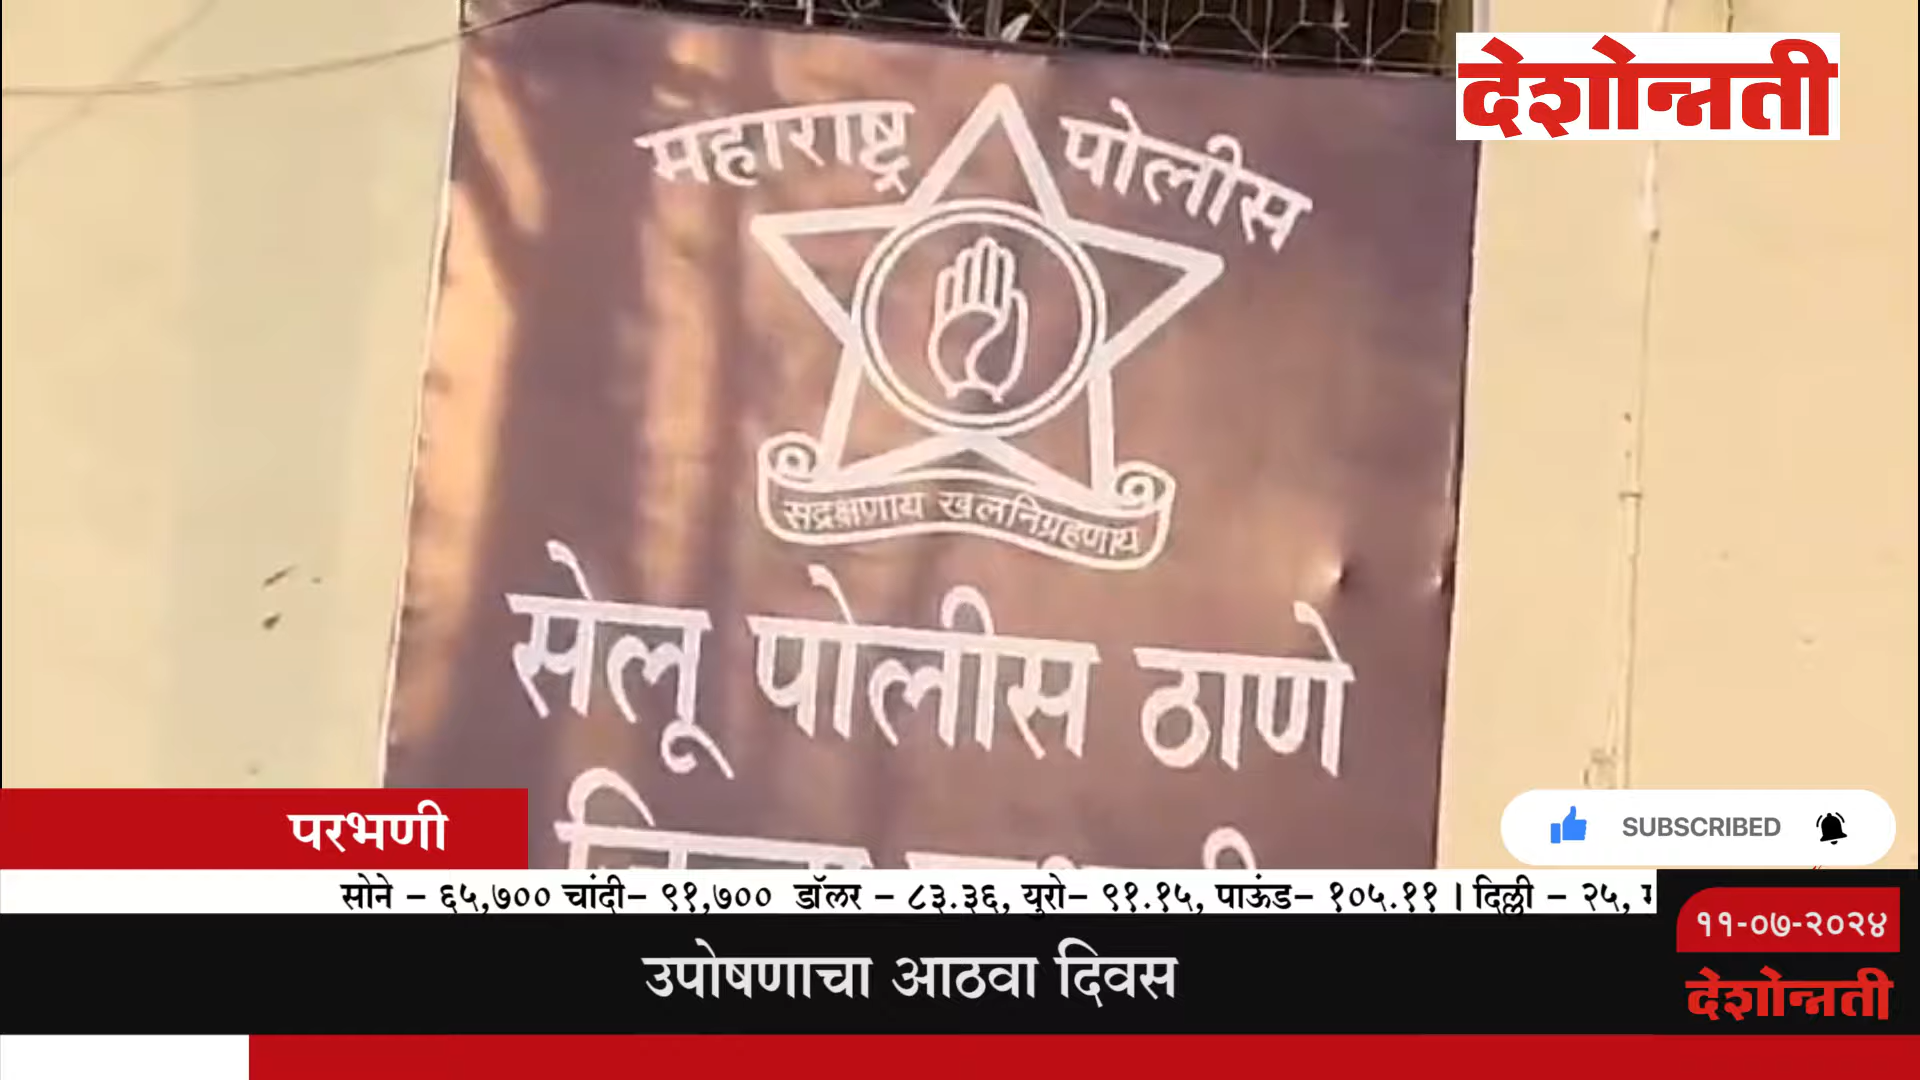 देशोन्नती
महाराष्ट्र पोलीस
सद्रक्षणाय खलनिग्रहणाय
सेलू पोलीस ठाणे
परभणी
SUBSCRIBED
सोने – ६५,७०० चांदी– ९१,७०० डॉलर – ८३.३६, युरो– ९१.१५, पाऊंड– १०५.११ । दिल्ली – २५,
११-०७-२०२४
उपोषणाचा आठवा दिवस
देशोन्नती